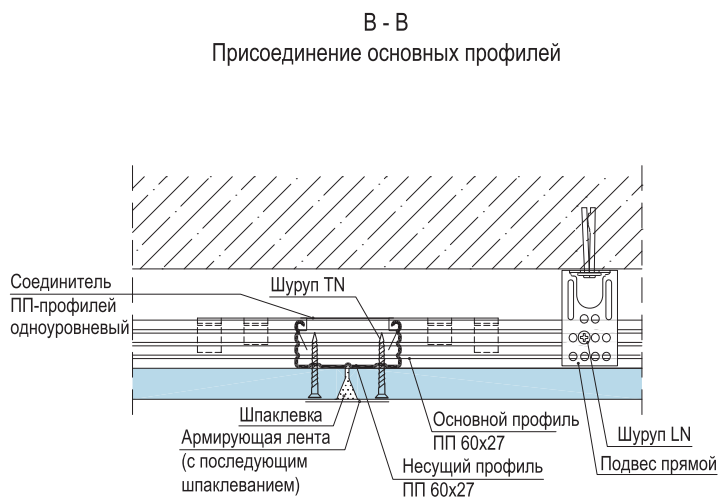 В - В
Присоединение основных профилей
Соединитель
ПП-профилей
одноуровневый
Шуруп TN
Шпаклевка
Армирующая лента
(с последующим
шпаклеванием)
Основной профиль
ПП 60х27
Несущий профиль
ПП 60х27
Шуруп LN
Подвес прямой